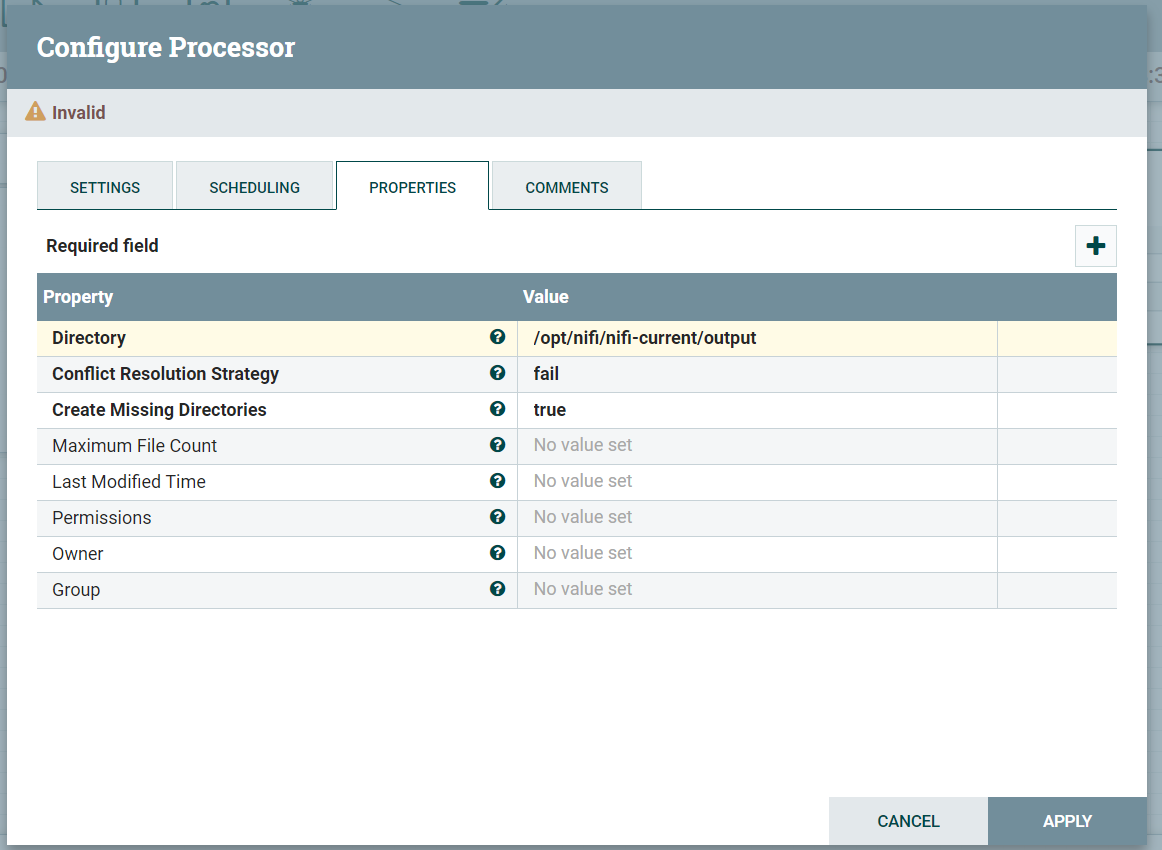 Configure Processor
Invalid
SETTINGS SCHEDULING PROPERTIES COMMENTS
Required field
Property Value
Directory /opt/nifi/nifi-current/output
Conflict Resolution Strategy fail
Create Missing Directories true
Maximum File Count No value set
Last Modified Time No value set
Permissions No value set
Owner No value set
Group No value set
CANCEL APPLY